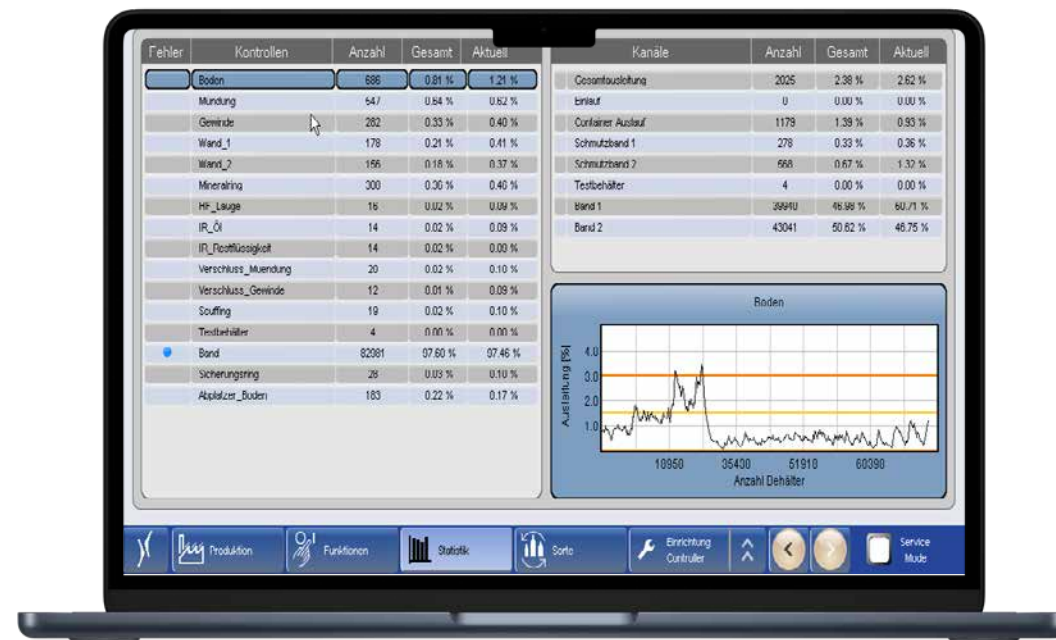 Fehler Kontrollen Anzahl Gesamt Aktuell
Boden 686 0.81 % 1.21 %
Mündung 547 0.64 % 0.62 %
Gewinde 282 0.33 % 0.40 %
Wand_1 178 0.21 % 0.41 %
Wand_2 156 0.18 % 0.37 %
Mineralring 300 0.40 %
HF_Lauge 16 0.02 % 0.09 %
IR_Öl 14 0.02 % 0.09 %
IR_Restflüssigkeit 14 0.02 % 0.09 %
Verschluss_Muendung 20 0.02 % 0.10 %
Verschluss_Gewinde 12 0.01 % 0.09 %
Scuffing 19 0.02 % 0.10 %
Testbehälter 4 0.00 % 0.00 %
Band 82981 97.60 % 97.46 %
Sicherungsring 28 0.03 % 0.10 %
Abplatzer_Boden 183 0.22 % 0.17 %
Kanäle Anzahl Gesamt Aktuell
Gesamtausleitung 2025 2.38 % 2.62 %
Einlauf 0 0.00 % 0.00 %
Container Auslauf 1179 1.39 % 0.93 %
Schmutzband 1 278 0.33 % 0.36 %
Schmutzband 2 568 0.67 % 1.32 %
Testbehälter 4 0.00 % 0.00 %
Band 1 39940 46.98 % 50.71 %
Band 2 43041 50.62 % 46.75 %
Boden
Ausleitung [%]
4.0
3.0
2.0
1.0
18950 35400 51910 68390
Anzahl Behälter
Produktion
Funktionen
Statistik
Sorte
Einrichtung
Controller
Service
Mode